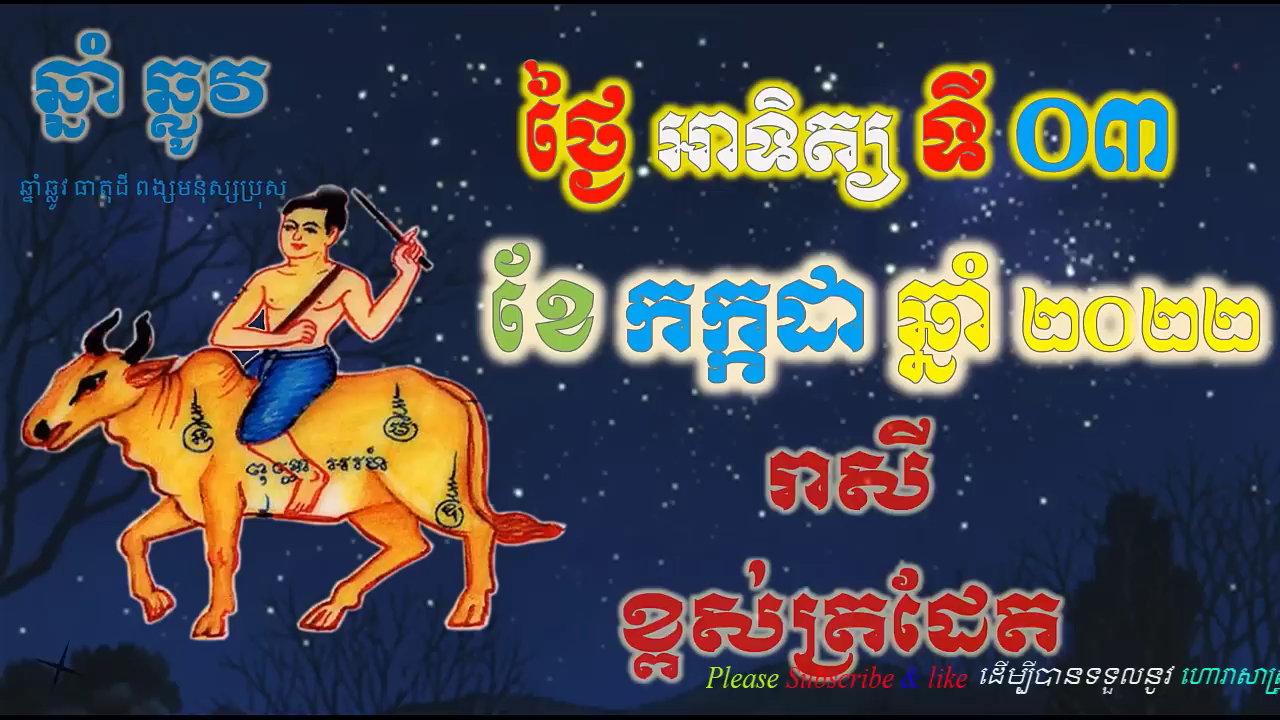 ឆ្នាំ ឆ្លូវ
ឆ្នាំឆ្លូវ ធាតុដី ពង្សមនុស្សប្រុស
ថ្ងៃ អាទិត្យ ទី ០៣
ខែ កក្កដា ឆ្នាំ ២០២២
រាសី
ខ្ពស់ត្រដែត
Please Subscribe & like ដើម្បីបានទទួលនូវ